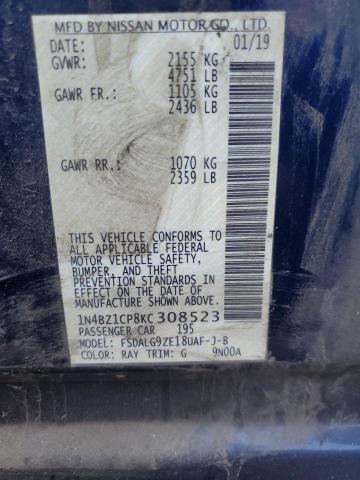 MFD BY NISSAN MOTOR CO., LTD.
DATE: 01/19
GVWR: 2155 KG
4751 LB
GAWR FR.: 1105 KG
2436 LB
GAWR RR.: 1070 KG
2359 LB
THIS VEHICLE CONFORMS TO
ALL APPLICABLE FEDERAL
MOTOR VEHICLE SAFETY,
BUMPER, AND THEFT
PREVENTION STANDARDS
IN EFFECT ON THE DATE OF
MANUFACTURE SHOWN ABOVE.
1N4BZ1CP8KC308523
PASSENGER CAR 195
MODEL: FSDALG9ZE18UAF-J-B
COLOR: RAY TRIM: G 9N00A